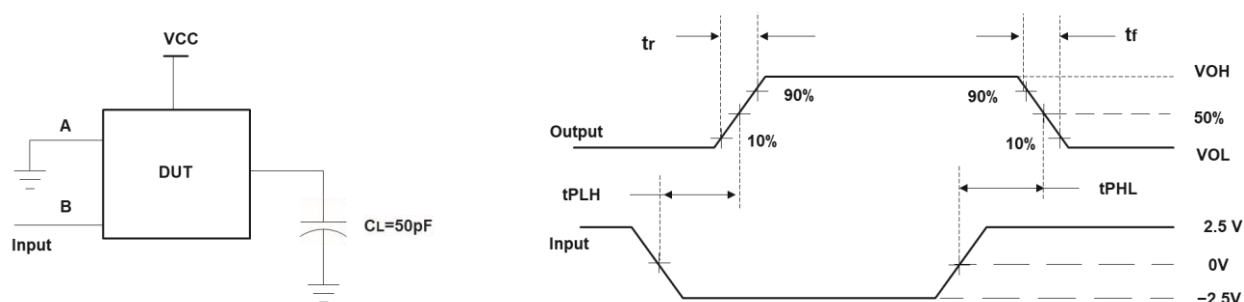 VCC
A
DUT
B
Input
CL=50pF
tr
tf
VOH
90%
90%
50%
Output
10%
10%
VOL
tPLH
tPHL
Input
2.5 V
0V
−2.5V